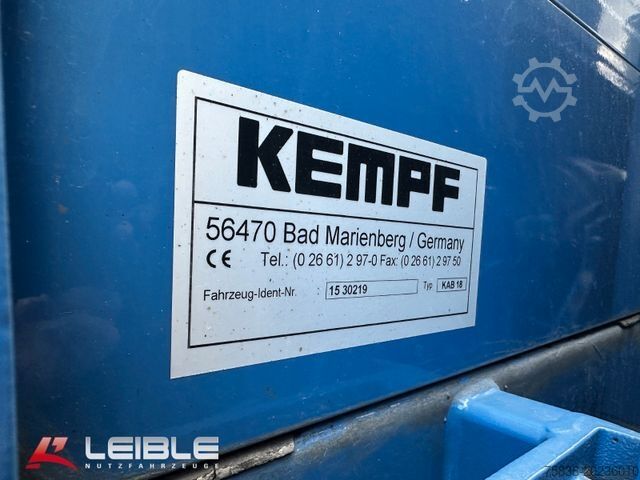 KEMPF
56470 Bad Marienberg / Germany
CE Tel.: (0 26 61) 2 97-0 Fax: (0 26 61) 2 97 50
Fahrzeug-Ident-Nr. : 15 30219 Typ KAB 18
LEIBLE
NUTZFAHRZEUGE